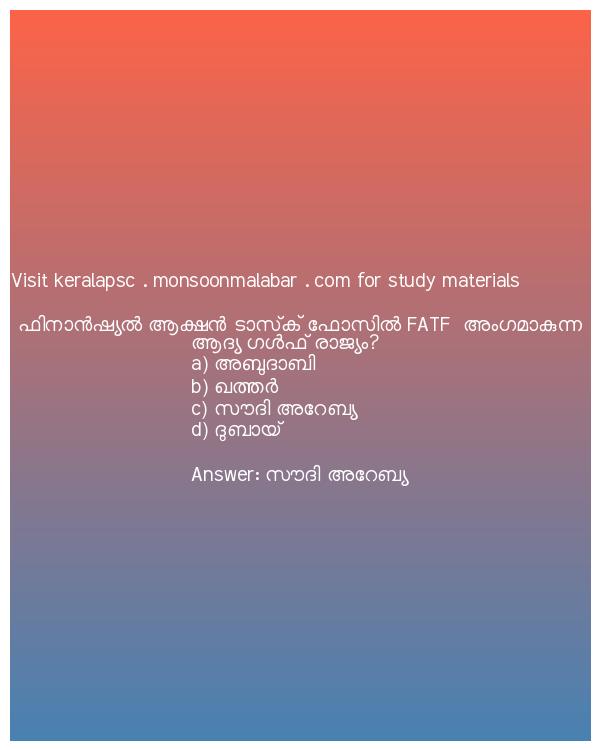 Visit keralapsc . monsoonmalabar . com for study materials
ഫിനാൻഷ്യൽ ആക്ഷൻ ടാസ്ക് ഫോസിൽ FATF അംഗമാകുന്ന
ആദ്യ ഗൾഫ് രാജ്യം?
a) അബുദാബി
b) ഖത്തർ
c) സൗദി അറേബ്യ
d) ദുബായ്
Answer: സൗദി അറേബ്യ